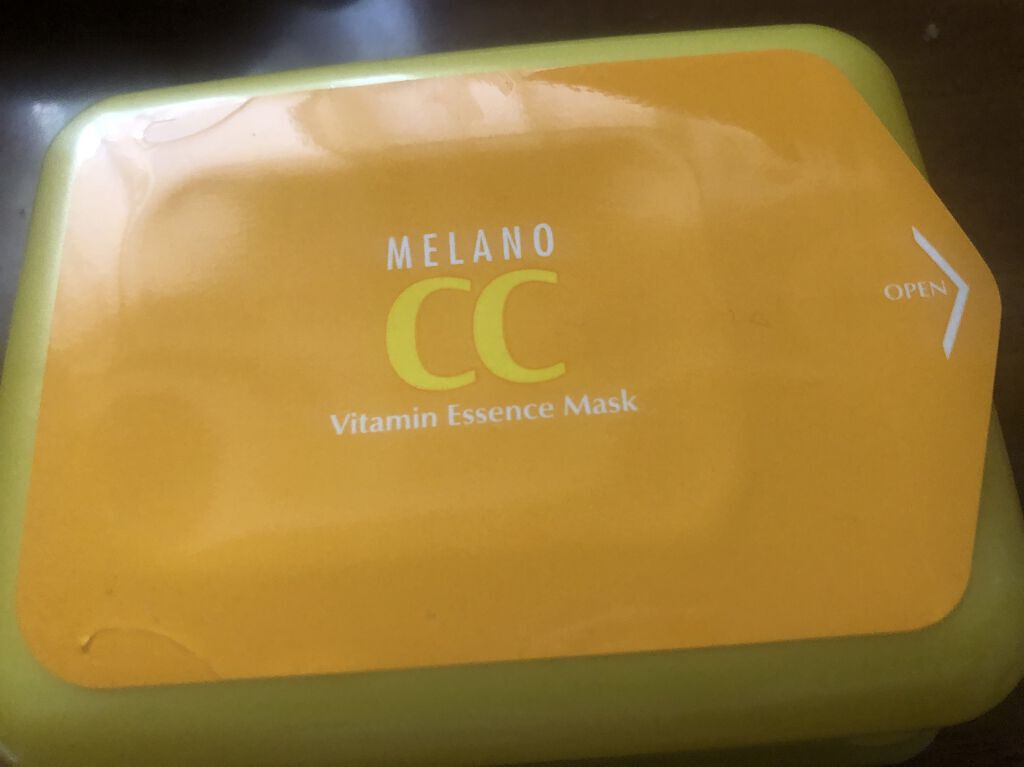 MELANO
CC
Vitamin Essence Mask
OPEN